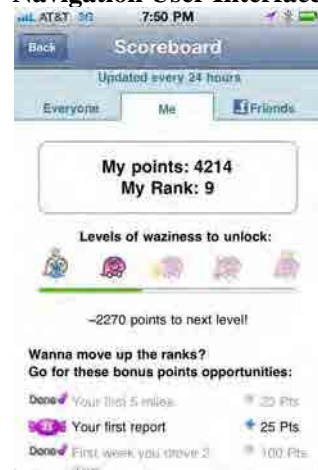 Navigation User Interface
AT&T 3G 7:50 PM
Back Scoreboard
Updated every 24 hours
Everyone Me Friends
My points: 4214
My Rank: 9
Levels of waziness to unlock:
~2270 points to next level!
Wanna move up the ranks?
Go for these bonus points opportunities:
Done Your first 5 miles 25 Pts
Your first report 25 Pts
Done First week you drove 2 100 Pts